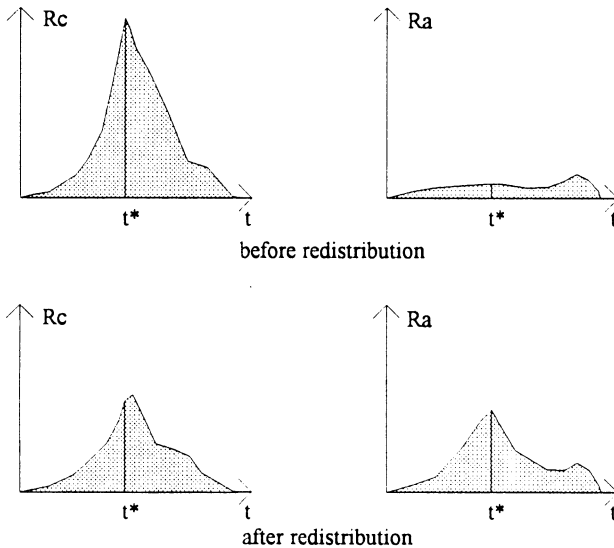 Rc
Ra
t*
t
t*
t
before redistribution
Rc
Ra
t*
t
t*
t
after redistribution